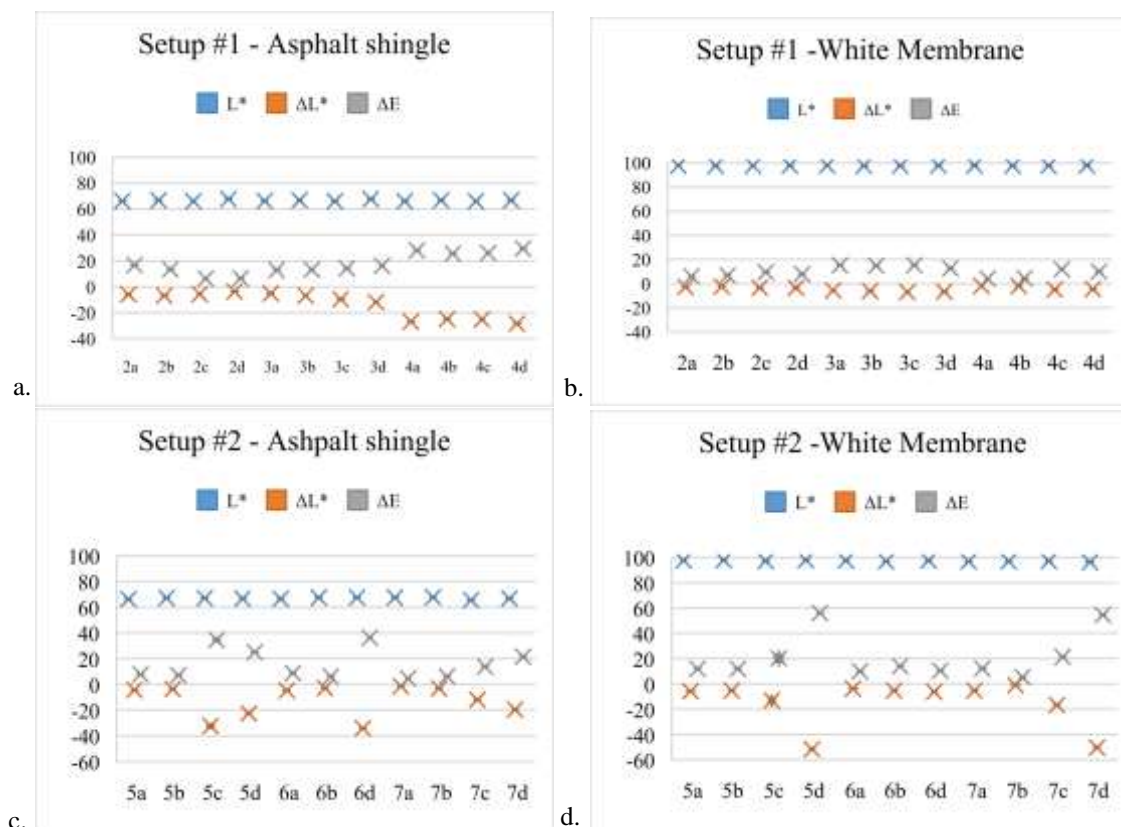 Setup #1 - Asphalt shingle
L* ΔL* ΔE
100
80
60
40
20
0
-20
-40
2a 2b 2c 2d 3a 3b 3c 3d 4a 4b 4c 4d
a.
Setup #1 -White Membrane
L* ΔL* ΔE
100
80
60
40
20
0
-20
-40
2a 2b 2c 2d 3a 3b 3c 3d 4a 4b 4c 4d
b.
Setup #2 - Ashpalt shingle
L* ΔL* ΔE
100
80
60
40
20
0
-20
-40
-60
5a 5b 5c 5d 6a 6b 6d 7a 7b 7c 7d
c.
Setup #2 -White Membrane
L* ΔL* ΔE
100
80
60
40
20
0
-20
-40
-60
5a 5b 5c 5d 6a 6b 6d 7a 7b 7c 7d
d.